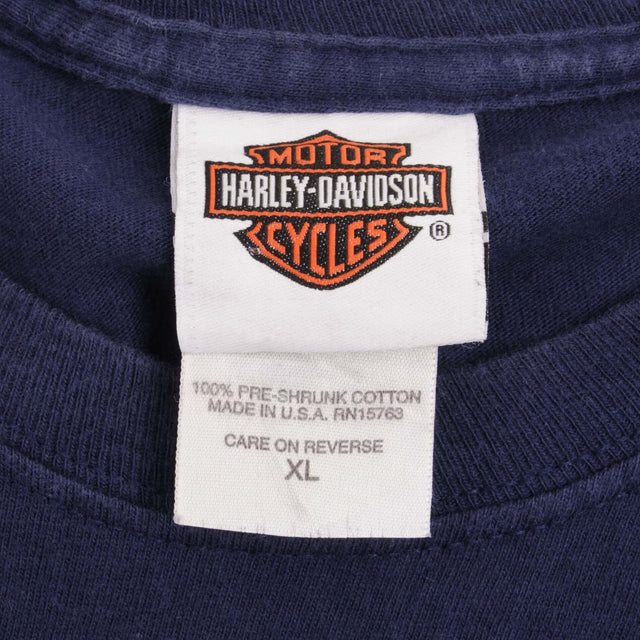 MOTOR
HARLEY-DAVIDSON
CYCLES
®
100% PRE-SHRUNK COTTON
MADE IN U.S.A. RN15763
CARE ON REVERSE
XL